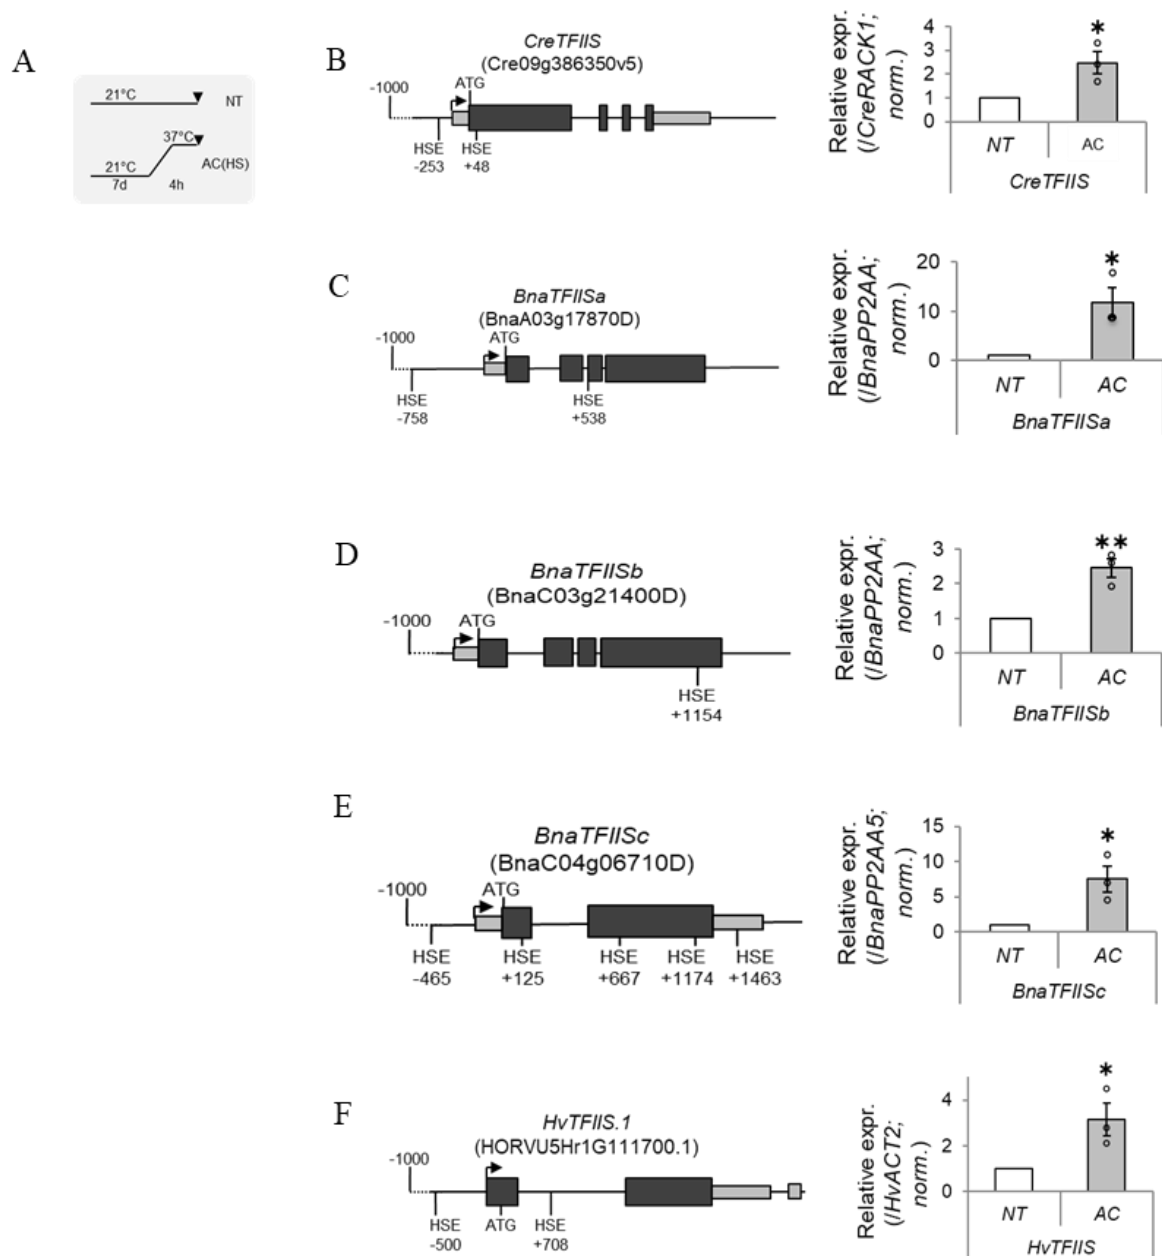 A
21°C
NT
37°C
21°C
AC(HS)
7d
4h
B
CreTFIIS
(Cre09g386350v5)
-1000
ATG
HSE
-253
HSE
+48
Relative expr.
(/CreRACK1;
norm.)
4
3
2
1
0
*
NT
AC
CreTFIIS
C
BnaTFIISa
(BnaA03g17870D)
-1000
ATG
HSE
-758
HSE
+538
Relative expr.
(/BnaPP2AA;
norm.)
20
10
0
*
NT
AC
BnaTFIISa
D
BnaTFIISb
(BnaC03g21400D)
-1000
ATG
HSE
+1154
Relative expr.
(/BnaPP2AA;
norm.)
3
2
1
0
**
NT
AC
BnaTFIISb
E
BnaTFIISc
(BnaC04g06710D)
-1000
ATG
HSE
-465
HSE
+125
HSE
+667
HSE
+1174
HSE
+1463
Relative expr.
(/BnaPP2AA5;
norm.)
15
10
5
0
*
NT
AC
BnaTFIISc
F
HvTFIIS.1
(HORVU5Hr1G111700.1)
-1000
HSE
-500
ATG
HSE
+708
Relative expr.
(/HvACT2;
norm.)
4
2
0
*
NT
AC
HvTFIIS